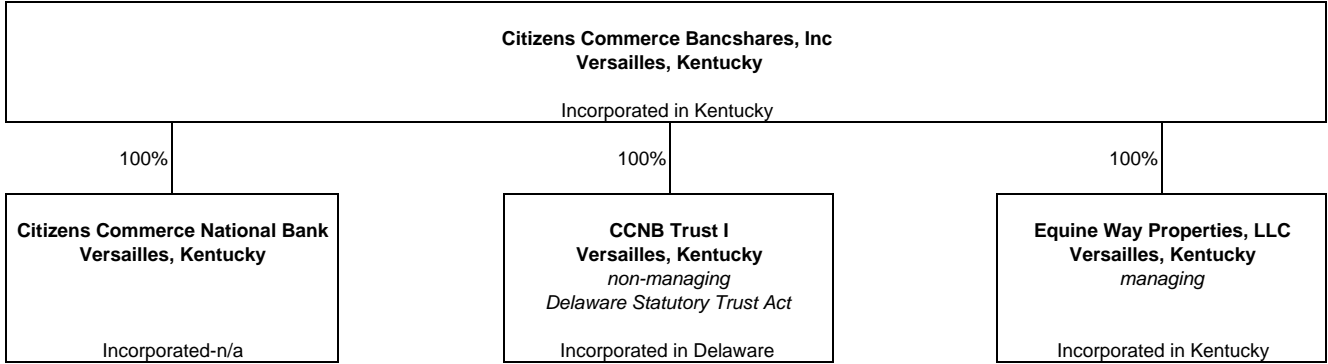 Citizens Commerce Bancshares, Inc
Versailles, Kentucky
Incorporated in Kentucky
100%
100%
100%
Citizens Commerce National Bank
Versailles, Kentucky
Incorporated-n/a
CCNB Trust I
Versailles, Kentucky
non-managing
Delaware Statutory Trust Act
Incorporated in Delaware
Equine Way Properties, LLC
Versailles, Kentucky
managing
Incorporated in Kentucky